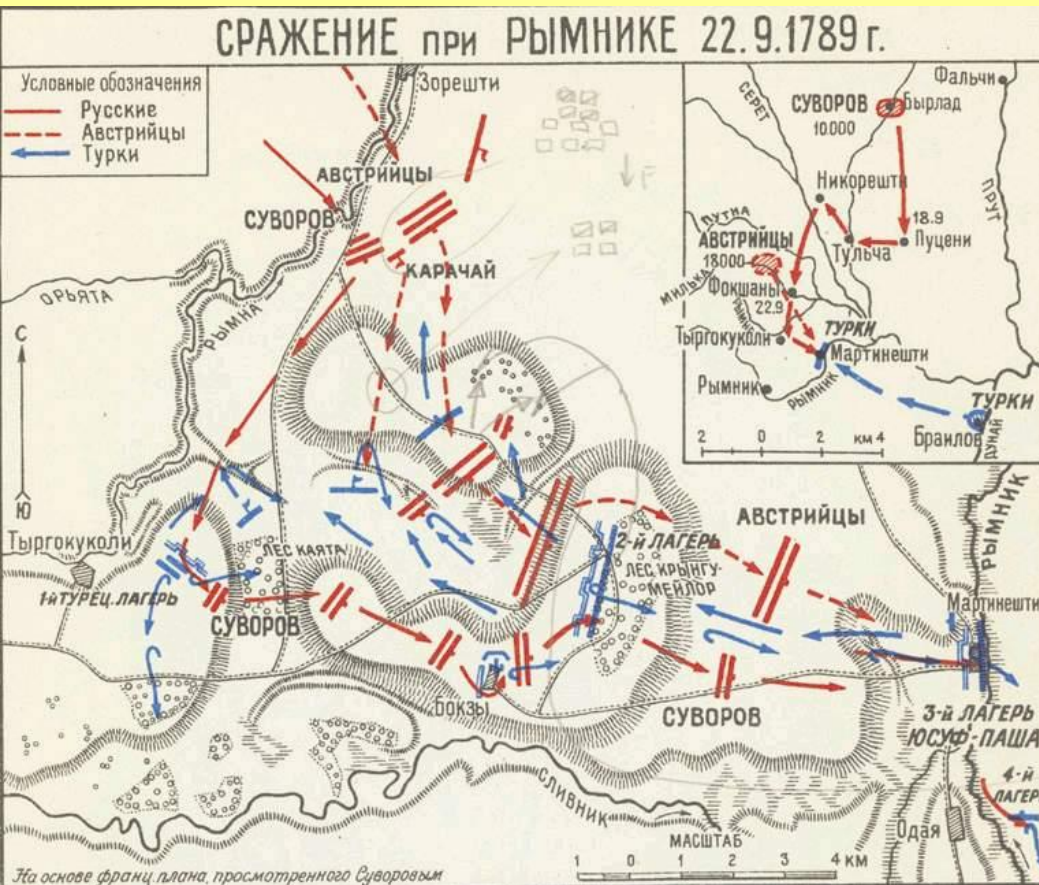 СРАЖЕНИЕ ПРИ РЫМНИКЕ 22.9.1789 г.
Условные обозначения
Русские
Австрийцы
Турки
Зорешти
АВСТРИЙЦЫ
СУВОРОВ
КАРАЧАЙ
ОРЬЯТА
РЫМНА
С
Ю
Тыргокуколи
1-й ТУРЕЦ. ЛАГЕРЬ
ЛЕС КАЯТА
СУВОРОВ
Бокзы
2-й ЛАГЕРЬ
ЛЕС КРЫНГУ-
МЕЙЛОР
АВСТРИЙЦЫ
СУВОРОВ
РЫМНИК
Мартинешти
3-й ЛАГЕРЬ
ЮСУФ-ПАША
4-й
ЛАГЕР
Одая
СЛИВНИК
МАСШТАБ
1 0 1 2 3 4 км
На основе франц. плана, просмотренного Суворовым
Фальчи
СЕРЕТ
СУВОРОВ
10.000
Бырлад
Никорешти
ПРУТ
18.9
Пуцени
Тульча
ПУТНА
АВСТРИЙЦЫ
18000
Фокшаны
22.9
Тыргокуколи
ТУРКИ
Мартинешти
Рымник
РЫМНИК
ТУРКИ
Браилов
ДУНАЙ
2 0 2 км 4
F